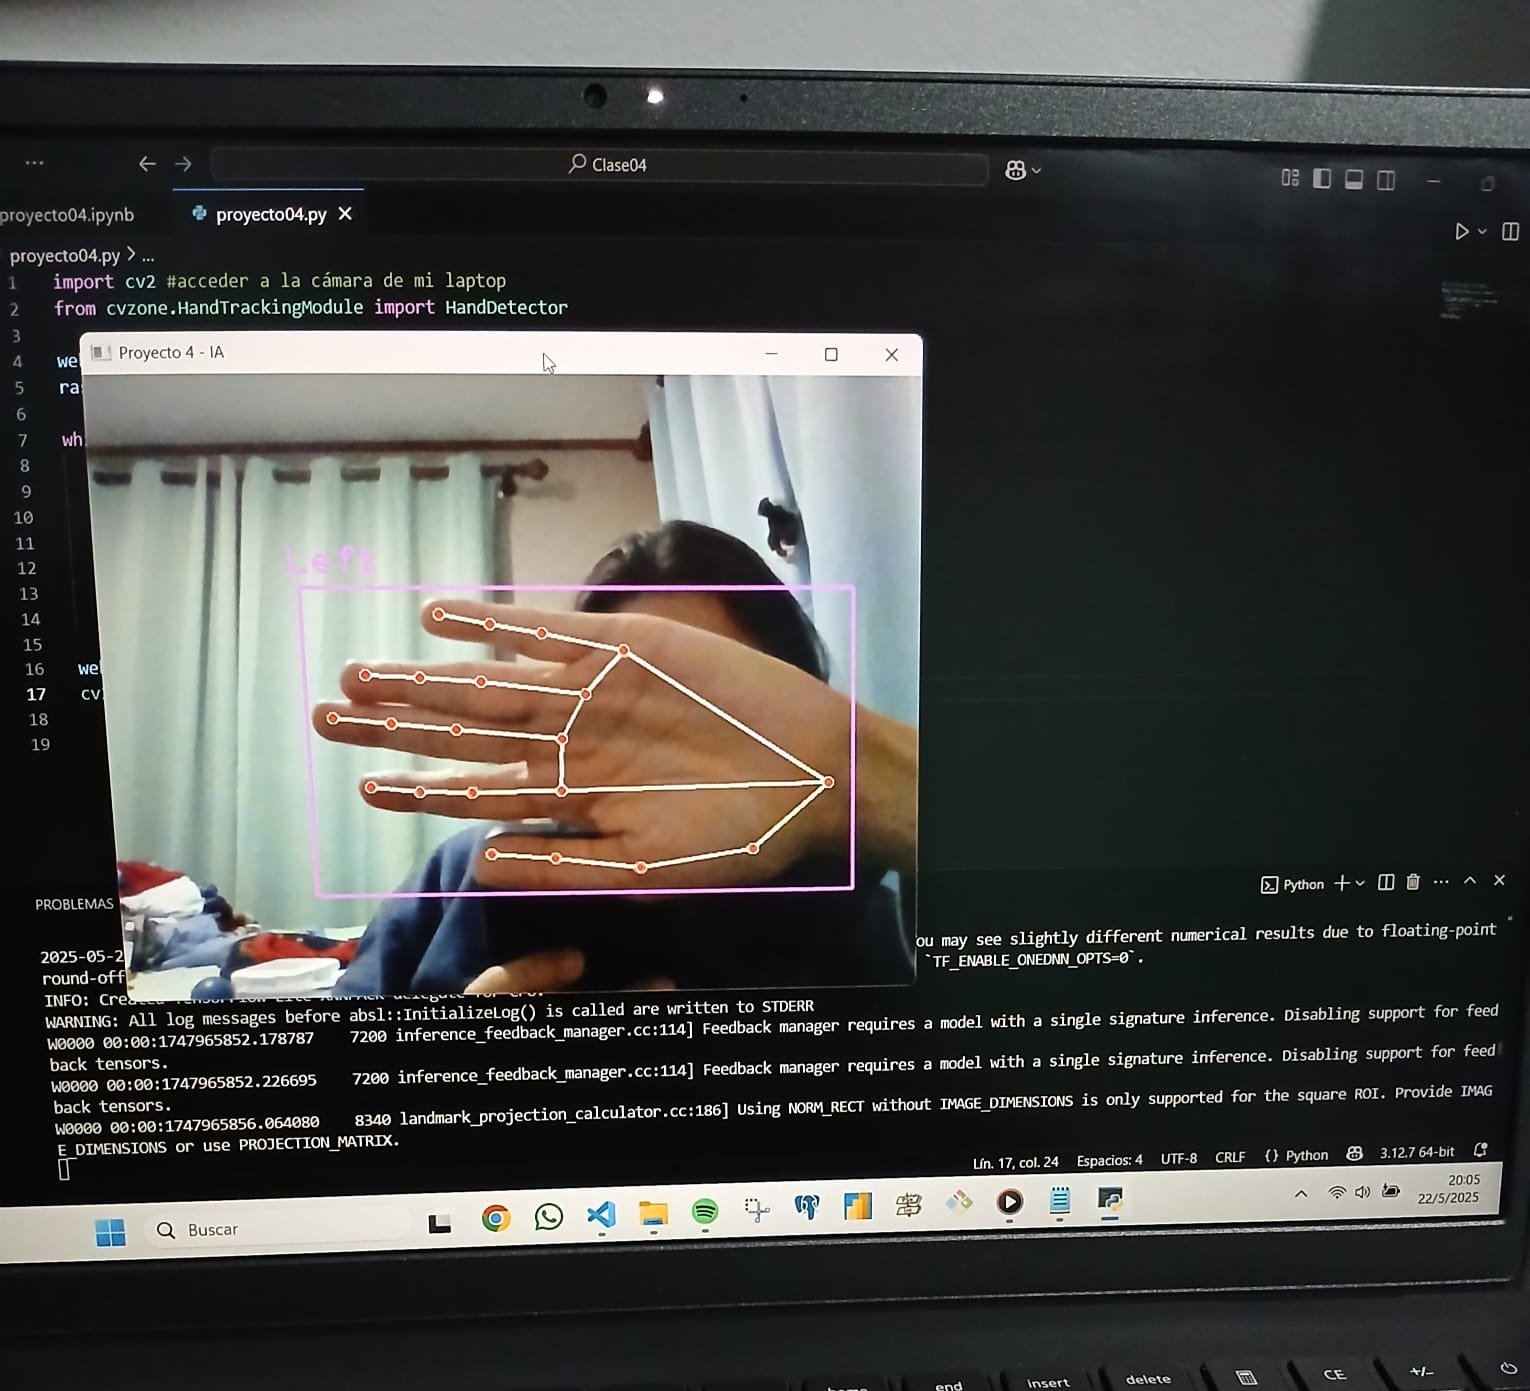 Clase04
proyecto04.ipynb
proyecto04.py
proyecto04.py > ...
1 import cv2 #acceder a la cámara de mi laptop
2 from cvzone.HandTrackingModule import HandDetector
3
4 we
5 ra
6
7 wh
8
9
10
11
12
13
14
15
16 we
17 cv
18
19
Proyecto 4 - IA
Left
Python
PROBLEMAS
2025-05-2
ou may see slightly different numerical results due to floating-point
round-off
`TF_ENABLE_ONEDNN_OPTS=0`.
INFO: Created TensorFlow Lite XNNPACK delegate for CPU.
WARNING: All log messages before absl::InitializeLog() is called are written to STDERR
W0000 00:00:1747965852.178787 7200 inference_feedback_manager.cc:114] Feedback manager requires a model with a single signature inference. Disabling support for feed
back tensors.
W0000 00:00:1747965852.226695 7200 inference_feedback_manager.cc:114] Feedback manager requires a model with a single signature inference. Disabling support for feed
back tensors.
W0000 00:00:1747965856.064080 8340 landmark_projection_calculator.cc:186] Using NORM_RECT without IMAGE_DIMENSIONS is only supported for the square ROI. Provide IMAG
E_DIMENSIONS or use PROJECTION_MATRIX.
Lín. 17, col. 24 Espacios: 4 UTF-8 CRLF {} Python 3.12.7 64-bit
Buscar
20:05
22/5/2025
home
end
insert
delete
CE
+/-